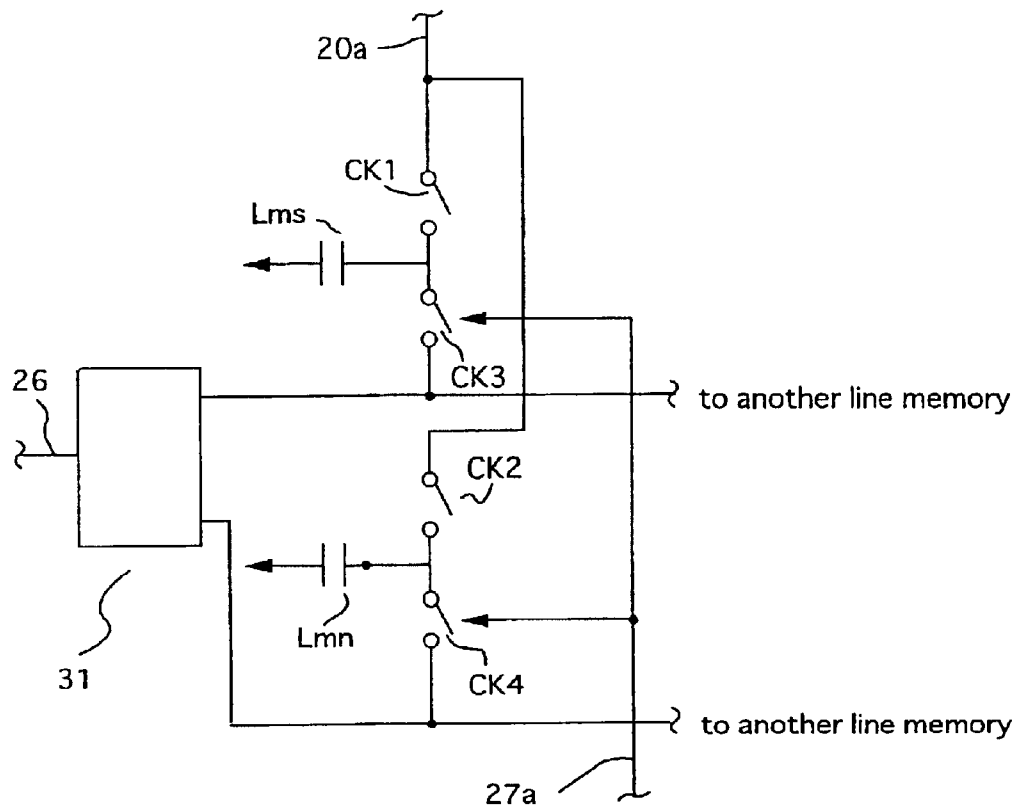 20a
CK1
Lms
CK3
26
to another line memory
CK2
Lmn
31
CK4
to another line memory
27a